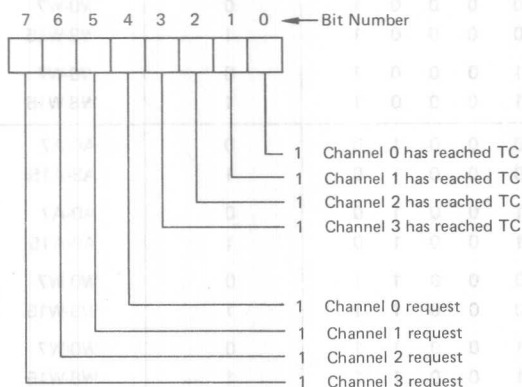 7 6 5 4 3 2 1 0 Bit Number
1 Channel 0 has reached TC
1 Channel 1 has reached TC
1 Channel 2 has reached TC
1 Channel 3 has reached TC
1 Channel 0 request
1 Channel 1 request
1 Channel 2 request
1 Channel 3 request